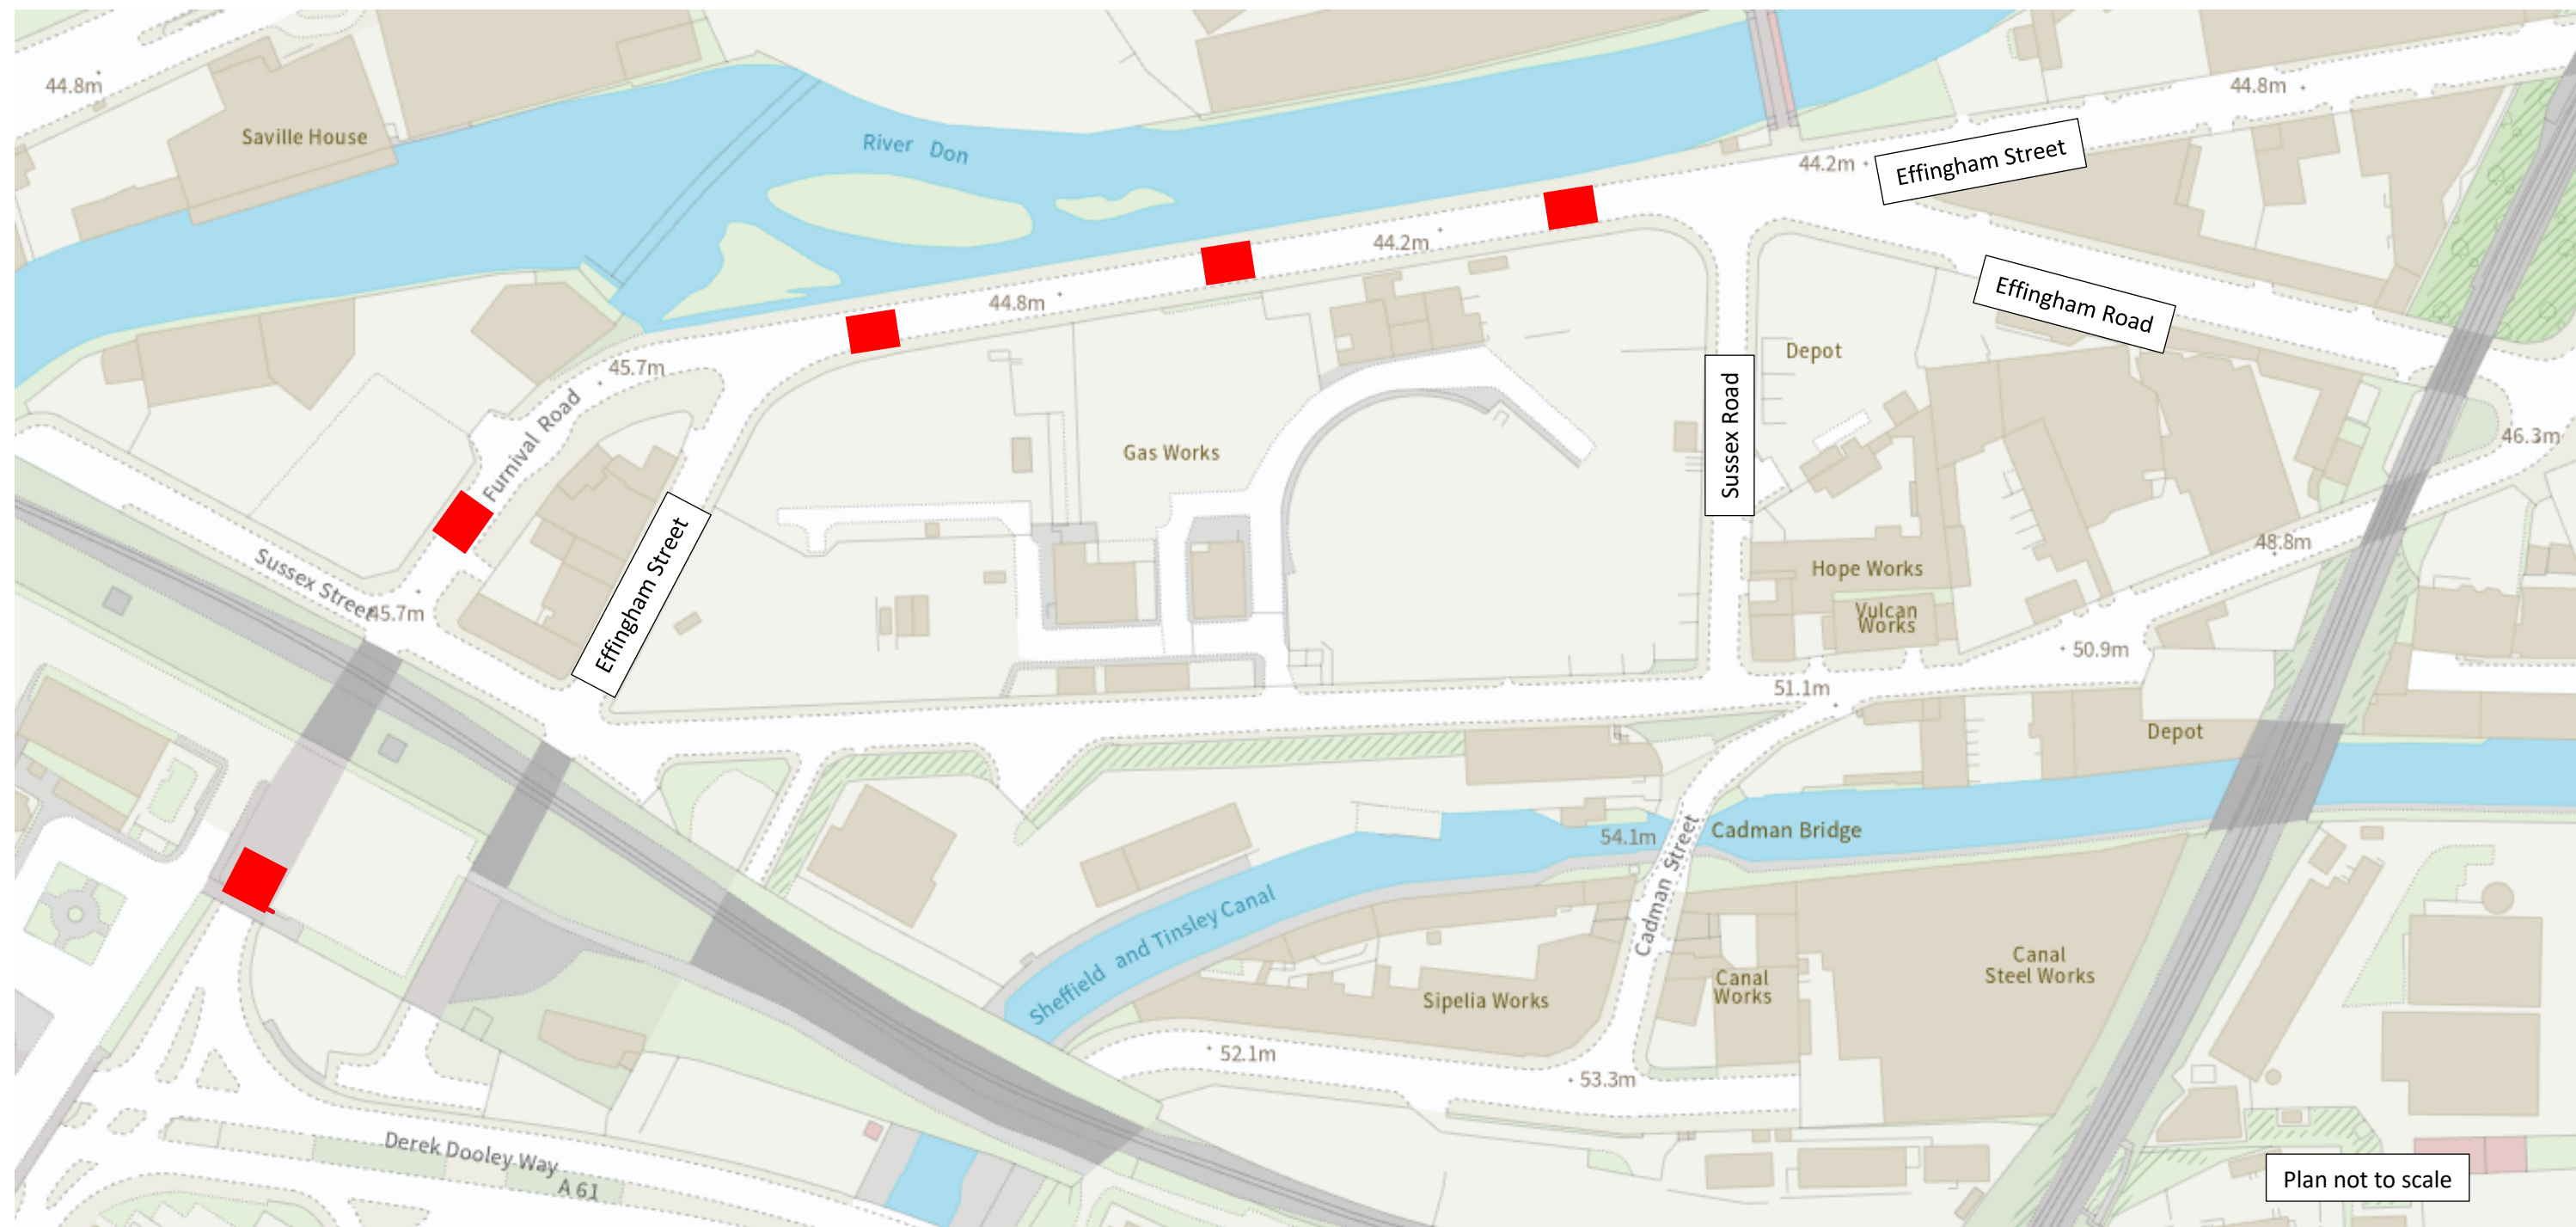 44.8m
44.8m
Saville House
River Don
44.2m
Effingham Street
44.2m
44.8m
Effingham Road
45.7m
Depot
Furnival Road
Sussex Road
Gas Works
46.3m
Effingham Street
48.8m
Sussex Street
45.7m
Hope Works
Vulcan
Works
50.9m
51.1m
Depot
54.1m
Cadman Bridge
Cadman Street
Sheffield and Tinsley Canal
Sipelia Works
Canal
Works
Canal
Steel Works
52.1m
53.3m
Derek Dooley Way
A 61
Plan not to scale